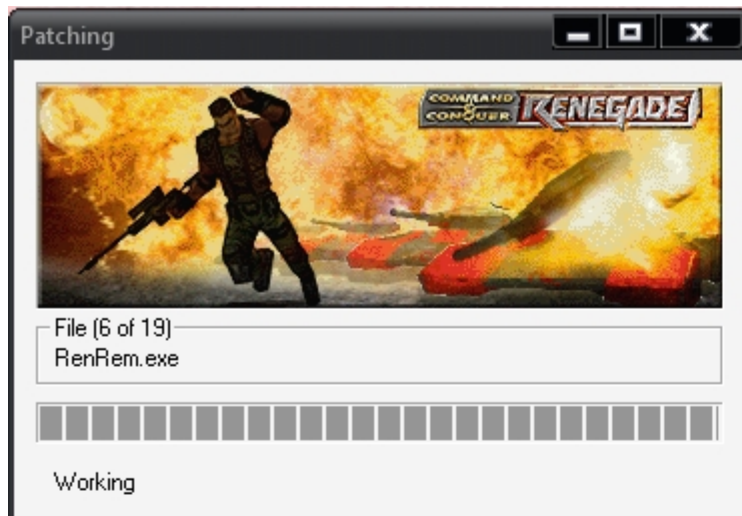 Patching
COMMAND & CONQUER RENEGADE
File (6 of 19)
RenRem.exe
Working